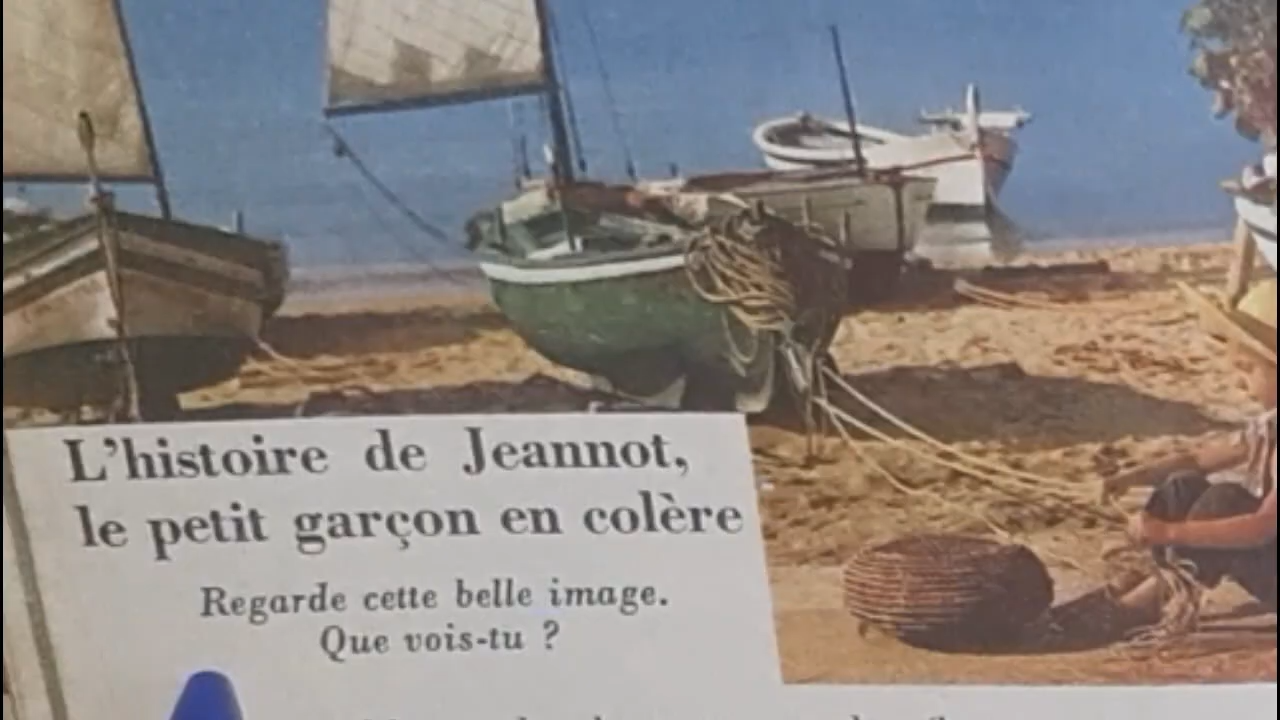 L'histoire de Jeannot,
le petit garçon en colère
Regarde cette belle image.
Que vois-tu ?